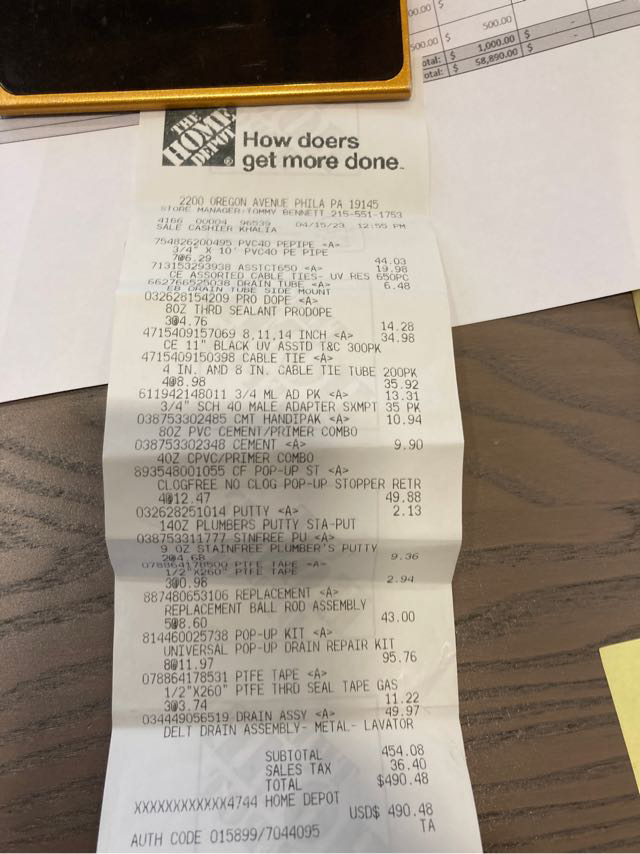 00.00 $
500.00
500.00 $
otal: $ 1,000.00 $ -
otal: $ 58,890.00 $ -
THE HOME DEPOT
How doers
get more done.
2200 OREGON AVENUE PHILA PA 19145
STORE MANAGER:TOMMY BENNETT 215-551-1753
4166 00004 96539 04/15/23 12:55 PM
SALE CASHIER KHALIA
754826200495 PVC40 PEPIPE <A>
3/4" X 10' PVC40 PE PIPE
7@6.29 44.03
713153293938 ASSTCT650 <A> 19.98
CE ASSORTED CABLE TIES- UV RES 650PC
662766525038 DRAIN TUBE <A> 6.48
EB DRAIN TUBE SIDE MOUNT
032628154209 PRO DOPE <A>
8OZ THRD SEALANT PRODOPE
3@4.76 14.28
4715409157069 8,11,14 INCH <A> 34.98
CE 11" BLACK UV ASSTD T&C 300PK
4715409150398 CABLE TIE <A>
4 IN. AND 8 IN. CABLE TIE TUBE 200PK
4@8.98 35.92
611942148011 3/4 ML AD PK <A> 13.31
3/4" SCH 40 MALE ADAPTER SXMPT 35 PK
038753302485 CMT HANDIPAK <A> 10.94
8OZ PVC CEMENT/PRIMER COMBO
038753302348 CEMENT <A> 9.90
4OZ CPVC/PRIMER COMBO
893548001055 CF POP-UP ST <A>
CLOGFREE NO CLOG POP-UP STOPPER RETR
4@12.47 49.88
032628251014 PUTTY <A> 2.13
14OZ PLUMBERS PUTTY STA-PUT
038753311777 STNFREE PU <A>
9 OZ STAINFREE PLUMBER'S PUTTY
2@4.68 9.36
078864178500 PTFE TAPE <A>
1/2"X260" PTFE TAPE
3@0.98 2.94
887480653106 REPLACEMENT <A>
REPLACEMENT BALL ROD ASSEMBLY
5@8.60 43.00
814460025738 POP-UP KIT <A>
UNIVERSAL POP-UP DRAIN REPAIR KIT
8@11.97 95.76
078864178531 PTFE TAPE <A>
1/2"X260" PTFE THRD SEAL TAPE GAS
3@3.74 11.22
034449056519 DRAIN ASSY <A> 49.97
DELT DRAIN ASSEMBLY- METAL- LAVATOR
SUBTOTAL 454.08
SALES TAX 36.40
TOTAL $490.48
XXXXXXXXXXXX4744 HOME DEPOT
USD$ 490.48
AUTH CODE 015899/7044095 TA